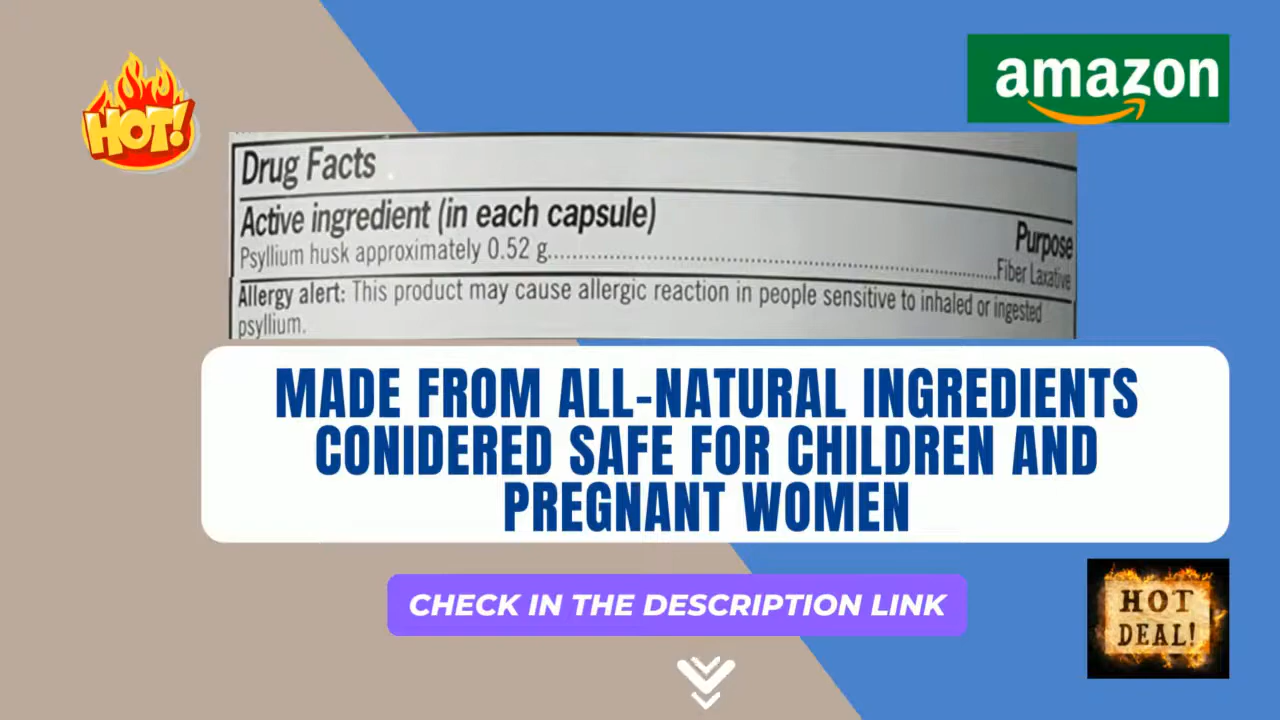 HOT!
amazon
Drug Facts
Active ingredient (in each capsule)
Purpose
Psyllium husk approximately 0.52 g......................................................................Fiber Laxative
Allergy alert: This product may cause allergic reaction in people sensitive to inhaled or ingested
psyllium.
MADE FROM ALL-NATURAL INGREDIENTS
CONIDERED SAFE FOR CHILDREN AND
PREGNANT WOMEN
CHECK IN THE DESCRIPTION LINK
HOT
DEAL!